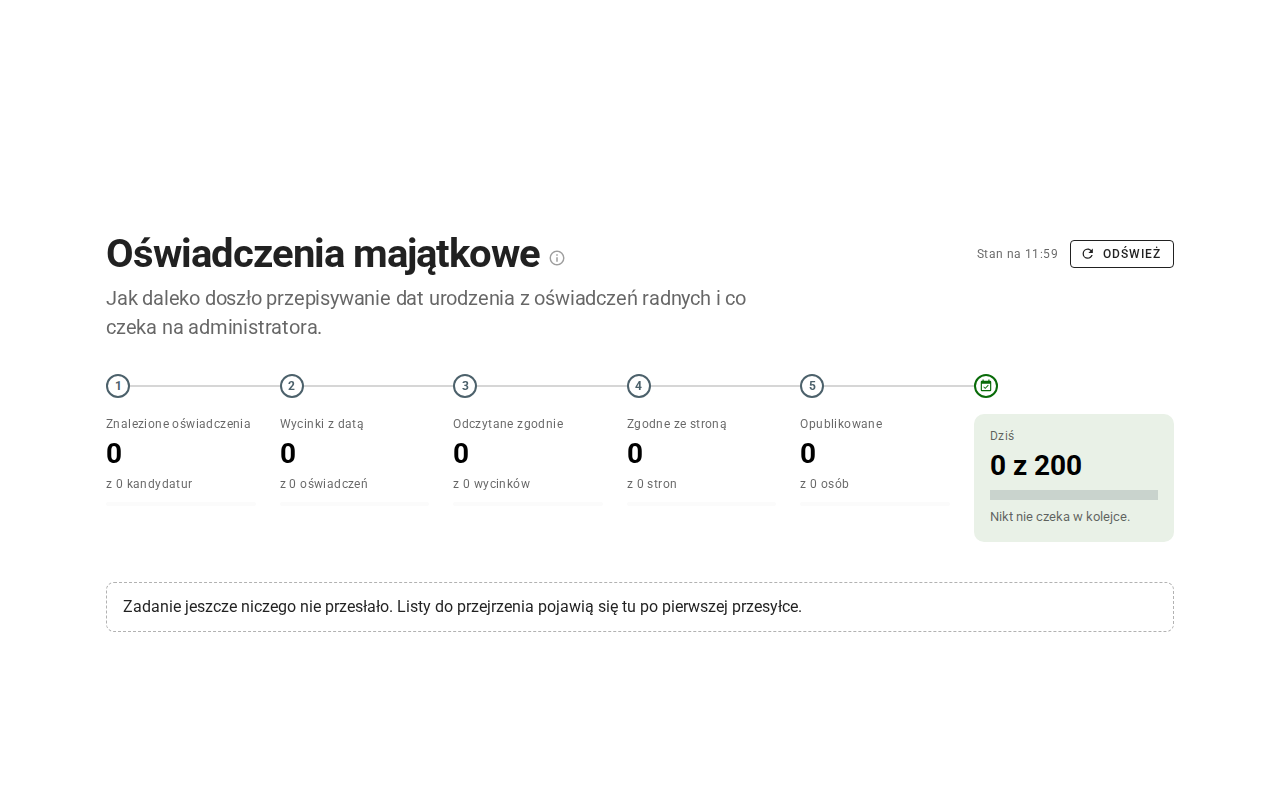 Oświadczenia majątkowe
Stan na 11:59
ODŚWIEŻ
Jak daleko doszło przepisywanie dat urodzenia z oświadczeń radnych i co
czeka na administratora.
1
2
3
4
5
Znalezione oświadczenia
0
z 0 kandydatur
Wycinki z datą
0
z 0 oświadczeń
Odczytane zgodnie
0
z 0 wycinków
Zgodne ze stroną
0
z 0 stron
Opublikowane
0
z 0 osób
Dziś
0 z 200
Nikt nie czeka w kolejce.
Zadanie jeszcze niczego nie przesłało. Listy do przejrzenia pojawią się tu po pierwszej przesyłce.